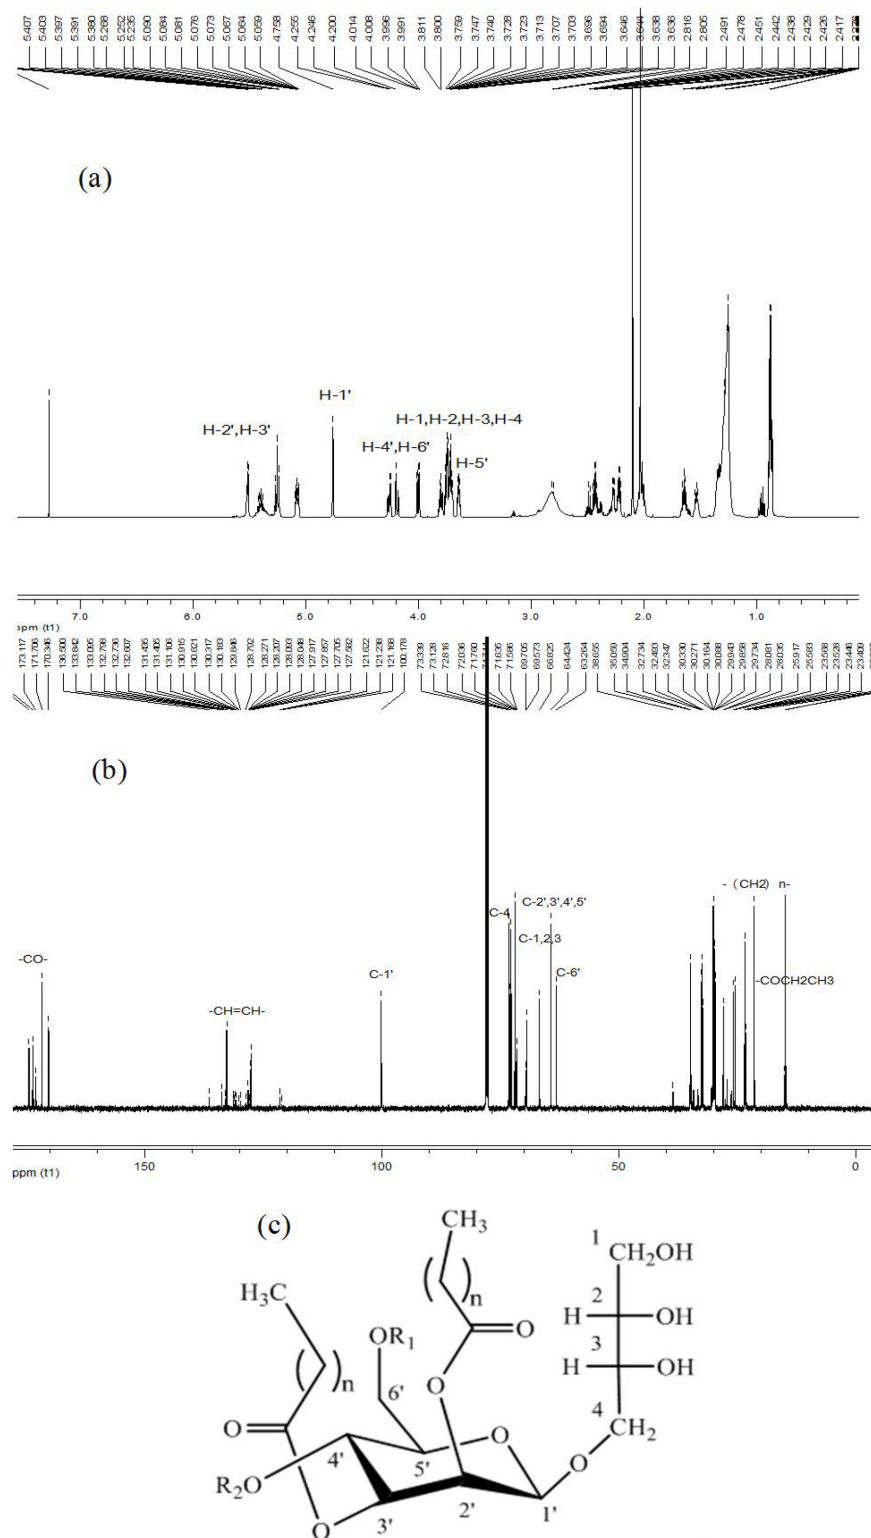 5.407 5.403 5.397 5.391 5.380 5.268 5.252 5.235 5.090 5.084 5.081 5.076 5.073 5.067 5.064 5.059 4.758 4.255 4.246 4.200 4.014 4.008 3.996 3.991 3.811 3.800 3.759 3.747 3.740 3.728 3.723 3.713 3.707 3.703 3.696 3.694 3.646 3.644 3.638 3.636 2.816 2.805 2.491 2.478 2.451 2.442 2.438 2.429 2.426 2.417
(a)
H-1'
H-2',H-3'
H-1,H-2,H-3,H-4
H-4',H-6'
H-5'
7.0 6.0 5.0 4.0 3.0 2.0 1.0
ppm (t1)
173.117 171.706 170.346 136.500 133.842 133.095 132.798 132.736 132.607 131.435 131.405 131.106 130.915 130.821 130.317 130.183 129.846 128.792 128.271 128.207 128.093 128.048 127.917 127.857 127.705 127.582 121.622 121.238 121.168 100.178 73.339 73.128 72.816 72.036 71.760 71.635 71.586 69.705 69.573 66.825 64.424 63.264 38.655 35.059 34.904 32.734 32.493 32.347 30.330 30.271 30.164 30.088 29.943 29.858 29.734 28.081 28.035 25.917 25.583 23.568 23.528 23.446 23.409
(b)
-(CH2) n-
C-4 C-2',3',4',5'
-CO- C-1,2,3
C-1' C-6' -COCH2CH3
-CH=CH-
150 100 50 0
ppm (t1)
(c)
CH3
1
CH2OH
H3C
n
2
H OH
OR1
O
3
H OH
n
6'
O
4
O
O
CH2
4'
5'
O
R2O
2'
1'
O
3'